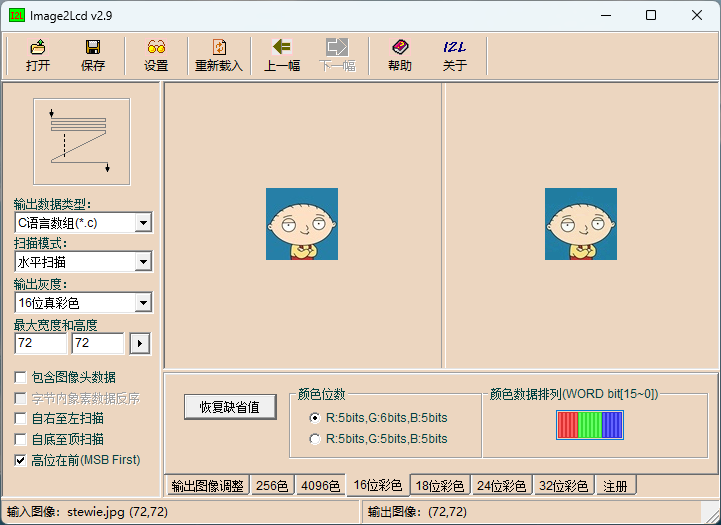 Image2Lcd v2.9
打开 保存 设置 重新载入 上一幅 下一幅 帮助 关于
输出数据类型:
C语言数组(*.c)
扫描模式:
水平扫描
输出灰度:
16位真彩色
最大宽度和高度
72 72
包含图像头数据
字节内象素数据反序
自右至左扫描
自底至顶扫描
高位在前(MSB First)
恢复缺省值
颜色位数
R:5bits,G:6bits,B:5bits
R:5bits,G:5bits,B:5bits
颜色数据排列(WORD bit[15~0])
输出图像调整 256色 4096色 16位彩色 18位彩色 24位彩色 32位彩色 注册
输入图像: stewie.jpg (72,72)
输出图像: (72,72)